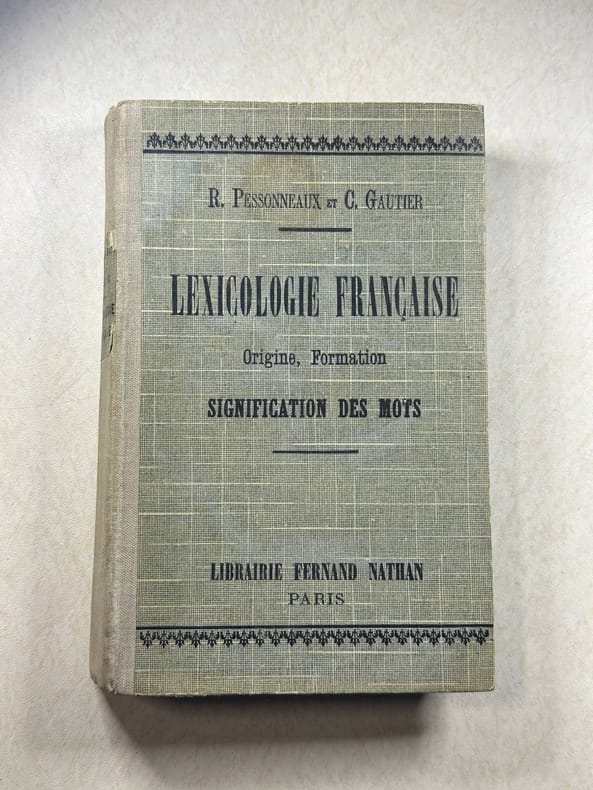 R. PESSONNEAUX ET C. GAUTIER
LEXICOLOGIE FRANÇAISE
Origine, Formation
SIGNIFICATION DES MOTS
LIBRAIRIE FERNAND NATHAN
PARIS